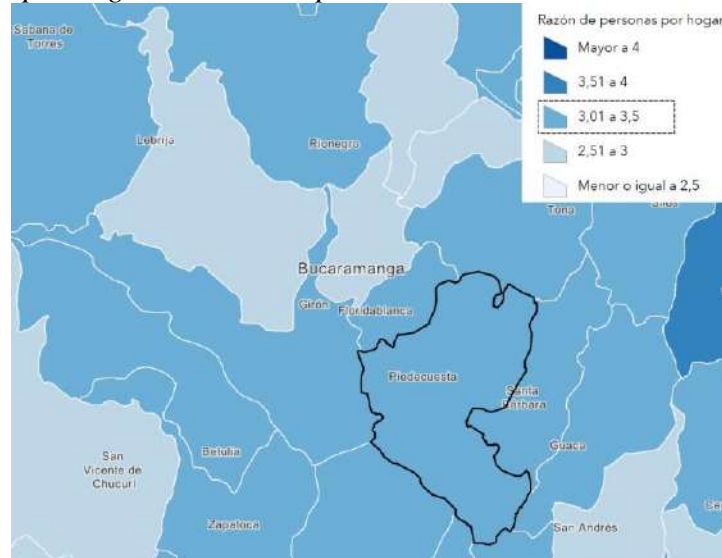 Razón de personas por hogar
Mayor a 4
3,51 a 4
3,01 a 3,5
2,51 a 3
Menor o igual a 2,5
Sabana de
Torres
Lebrija
Rionegro
Tona
Bucaramanga
Girón
Floridablanca
Piedecuesta
Santa
Bárbara
Betulia
Guaca
San
Vicente de
Chucurí
Zapatoca
San Andrés